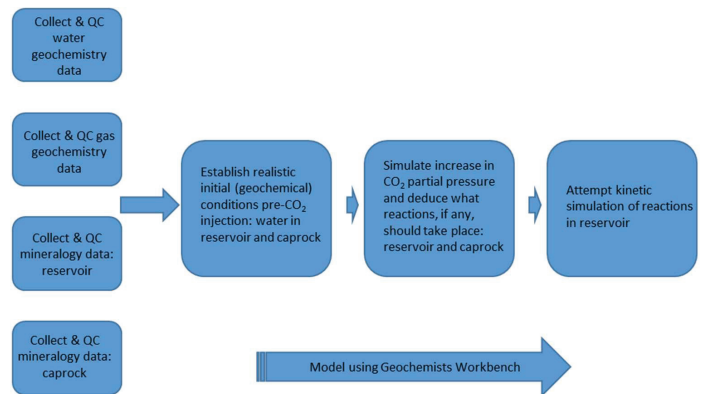 Collect & QC
water
geochemistry
data
Collect & QC gas
geochemistry
data
Collect & QC
mineralogy data:
reservoir
Collect & QC
mineralogy data:
caprock
Establish realistic
initial (geochemical)
conditions pre-CO₂
injection: water in
reservoir and caprock
Simulate increase in
CO₂ partial pressure
and deduce what
reactions, if any,
should take place:
reservoir and caprock
Attempt kinetic
simulation of reactions
in reservoir
Model using Geochemists Workbench